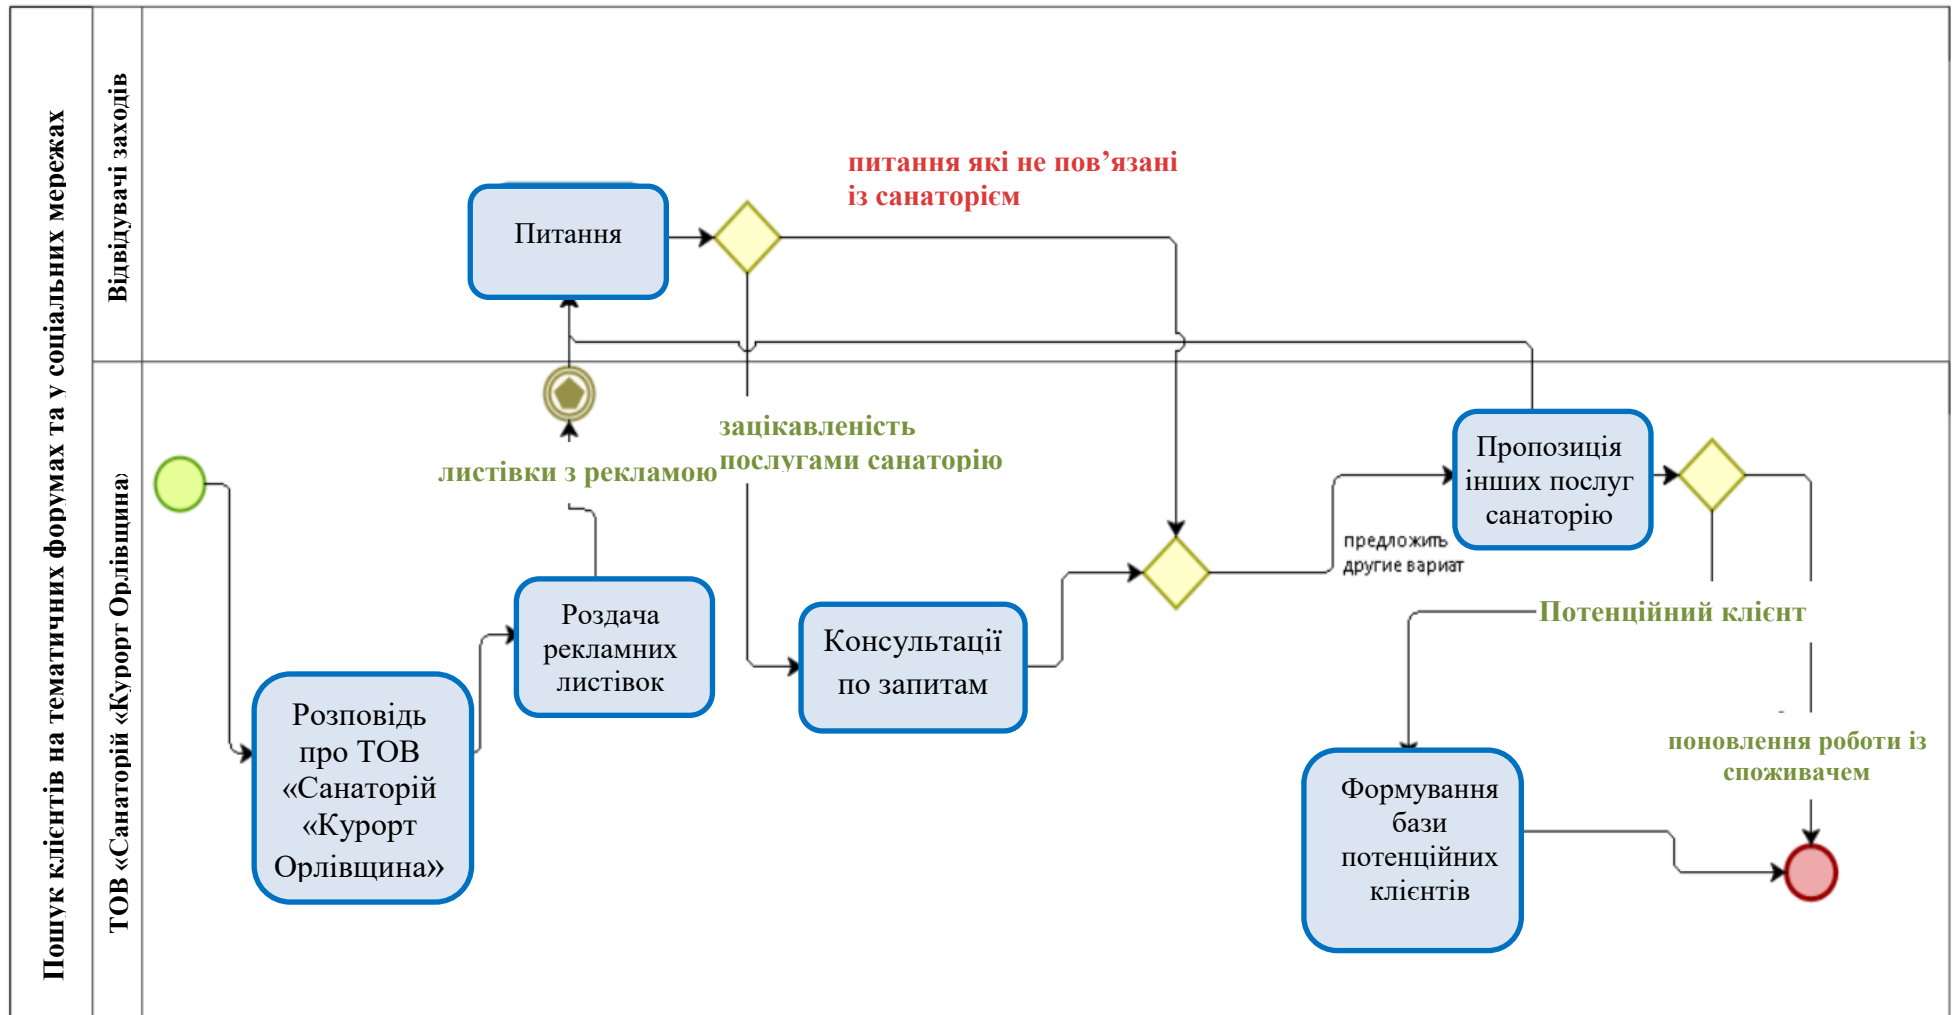 Пошук клієнтів на тематичних форумах та у соціальних мережах
Відвідувачі заходів
ТОВ «Санаторій «Курорт Орлівщина»
Питання
питання які не пов’язані
із санаторієм
зацікавленість
послугами санаторію
листівки з рекламою
Розповідь
про ТОВ
«Санаторій
«Курорт
Орлівщина»
Роздача
рекламних
листівок
Консультації
по запитам
предложить
другие вариат
Пропозиція
інших послуг
санаторію
Потенційний клієнт
поновлення роботи із
споживачем
Формування
бази
потенційних
клієнтів